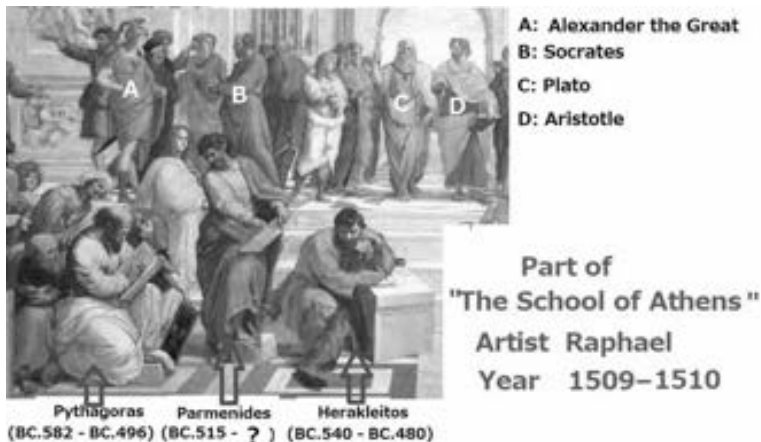 A: Alexander the Great
B: Socrates
C: Plato
D: Aristotle
A
B
C
D
Part of
"The School of Athens"
Artist Raphael
Year 1509–1510
Pythagoras
(BC.582 - BC.496)
Parmenides
(BC.515 - ? )
Herakleitos
(BC.540 - BC.480)